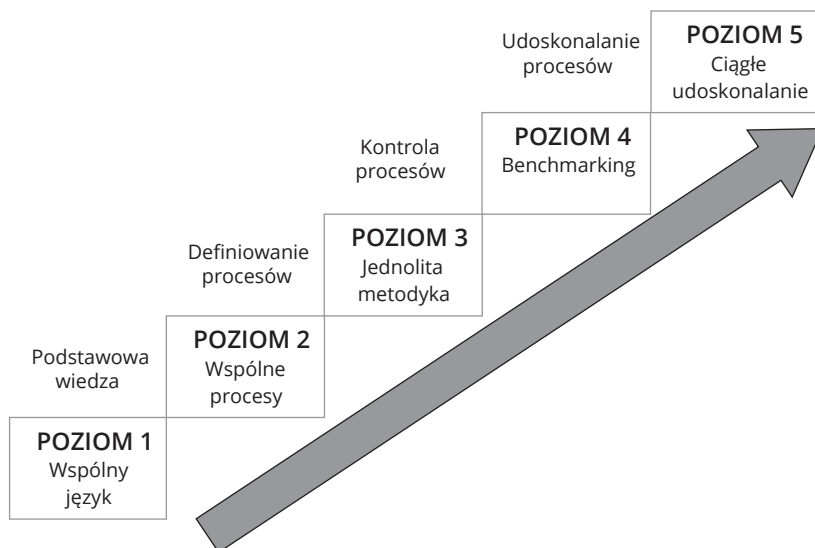 Udoskonalanie
procesów
POZIOM 5
Ciągłe
udoskonalanie
Kontrola
procesów
POZIOM 4
Benchmarking
Definiowanie
procesów
POZIOM 3
Jednolita
metodyka
Podstawowa
wiedza
POZIOM 2
Wspólne
procesy
POZIOM 1
Wspólny
język